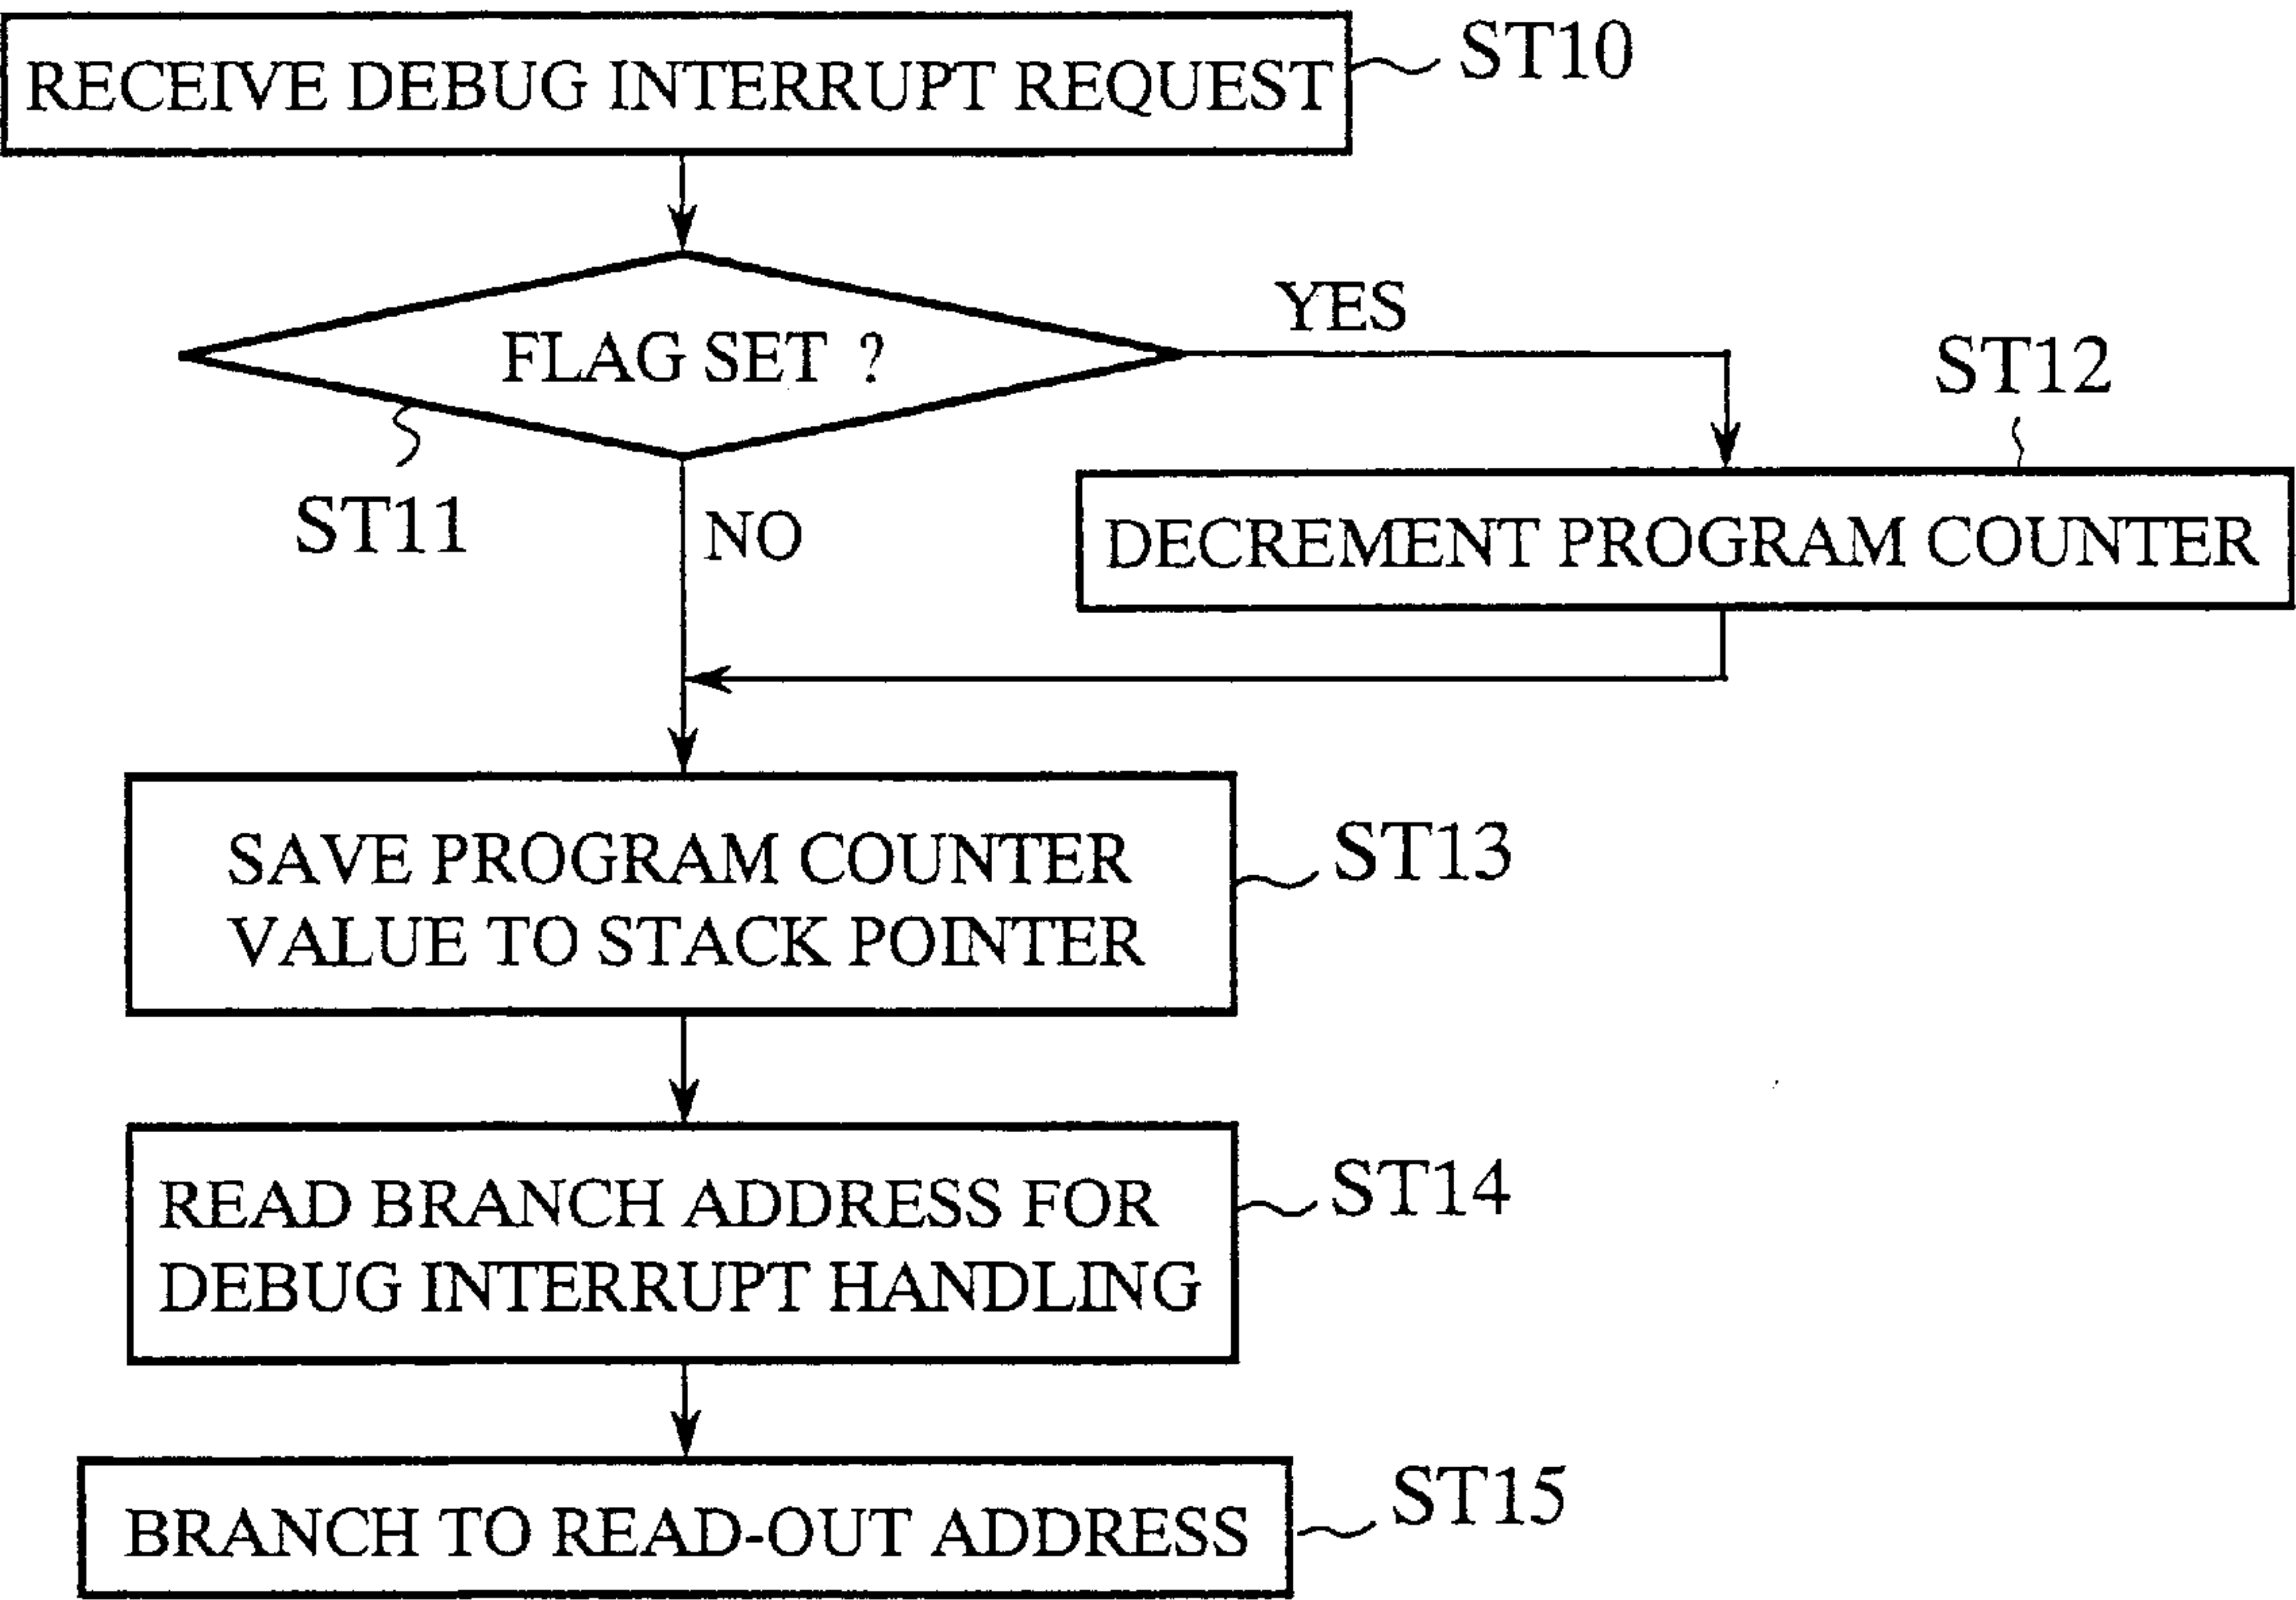 RECEIVE DEBUG INTERRUPT REQUEST
ST10
FLAG SET ?
YES
ST11
NO
ST12
DECREMENT PROGRAM COUNTER
SAVE PROGRAM COUNTER
VALUE TO STACK POINTER
ST13
READ BRANCH ADDRESS FOR
DEBUG INTERRUPT HANDLING
ST14
BRANCH TO READ-OUT ADDRESS
ST15